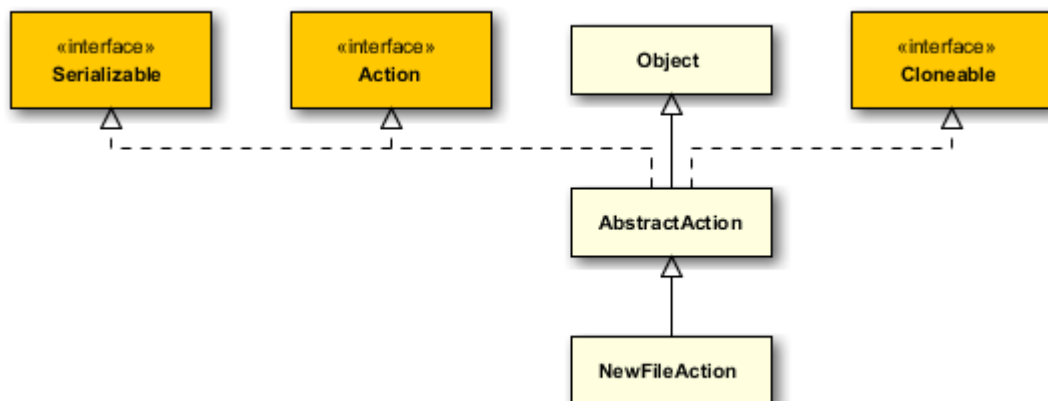 «interface»
Serializable
«interface»
Action
Object
«interface»
Cloneable
AbstractAction
NewFileAction